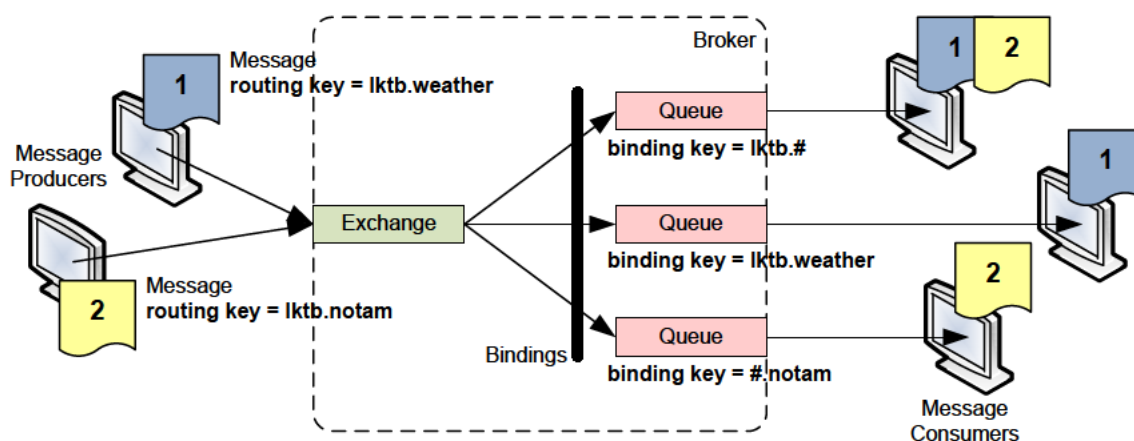 Broker
1
Message
routing key = lktb.weather
1
2
Queue
binding key = lktb.#
Message
Producers
1
Exchange
Queue
binding key = lktb.weather
Message
routing key = lktb.notam
2
2
Queue
Bindings
binding key = #.notam
Message
Consumers